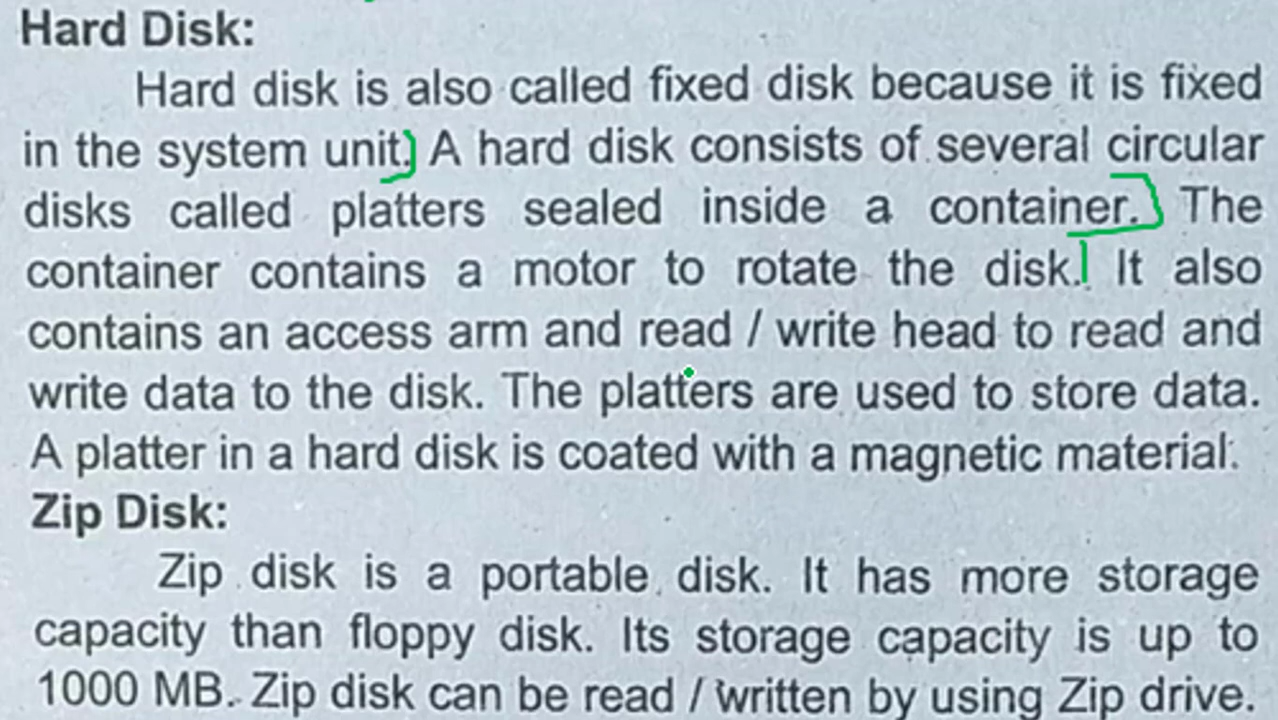 Hard Disk:
Hard disk is also called fixed disk because it is fixed
in the system unit. A hard disk consists of several circular
disks called platters sealed inside a container. The
container contains a motor to rotate the disk. It also
contains an access arm and read / write head to read and
write data to the disk. The platters are used to store data.
A platter in a hard disk is coated with a magnetic material.
Zip Disk:
Zip disk is a portable disk. It has more storage
capacity than floppy disk. Its storage capacity is up to
1000 MB. Zip disk can be read / written by using Zip drive.